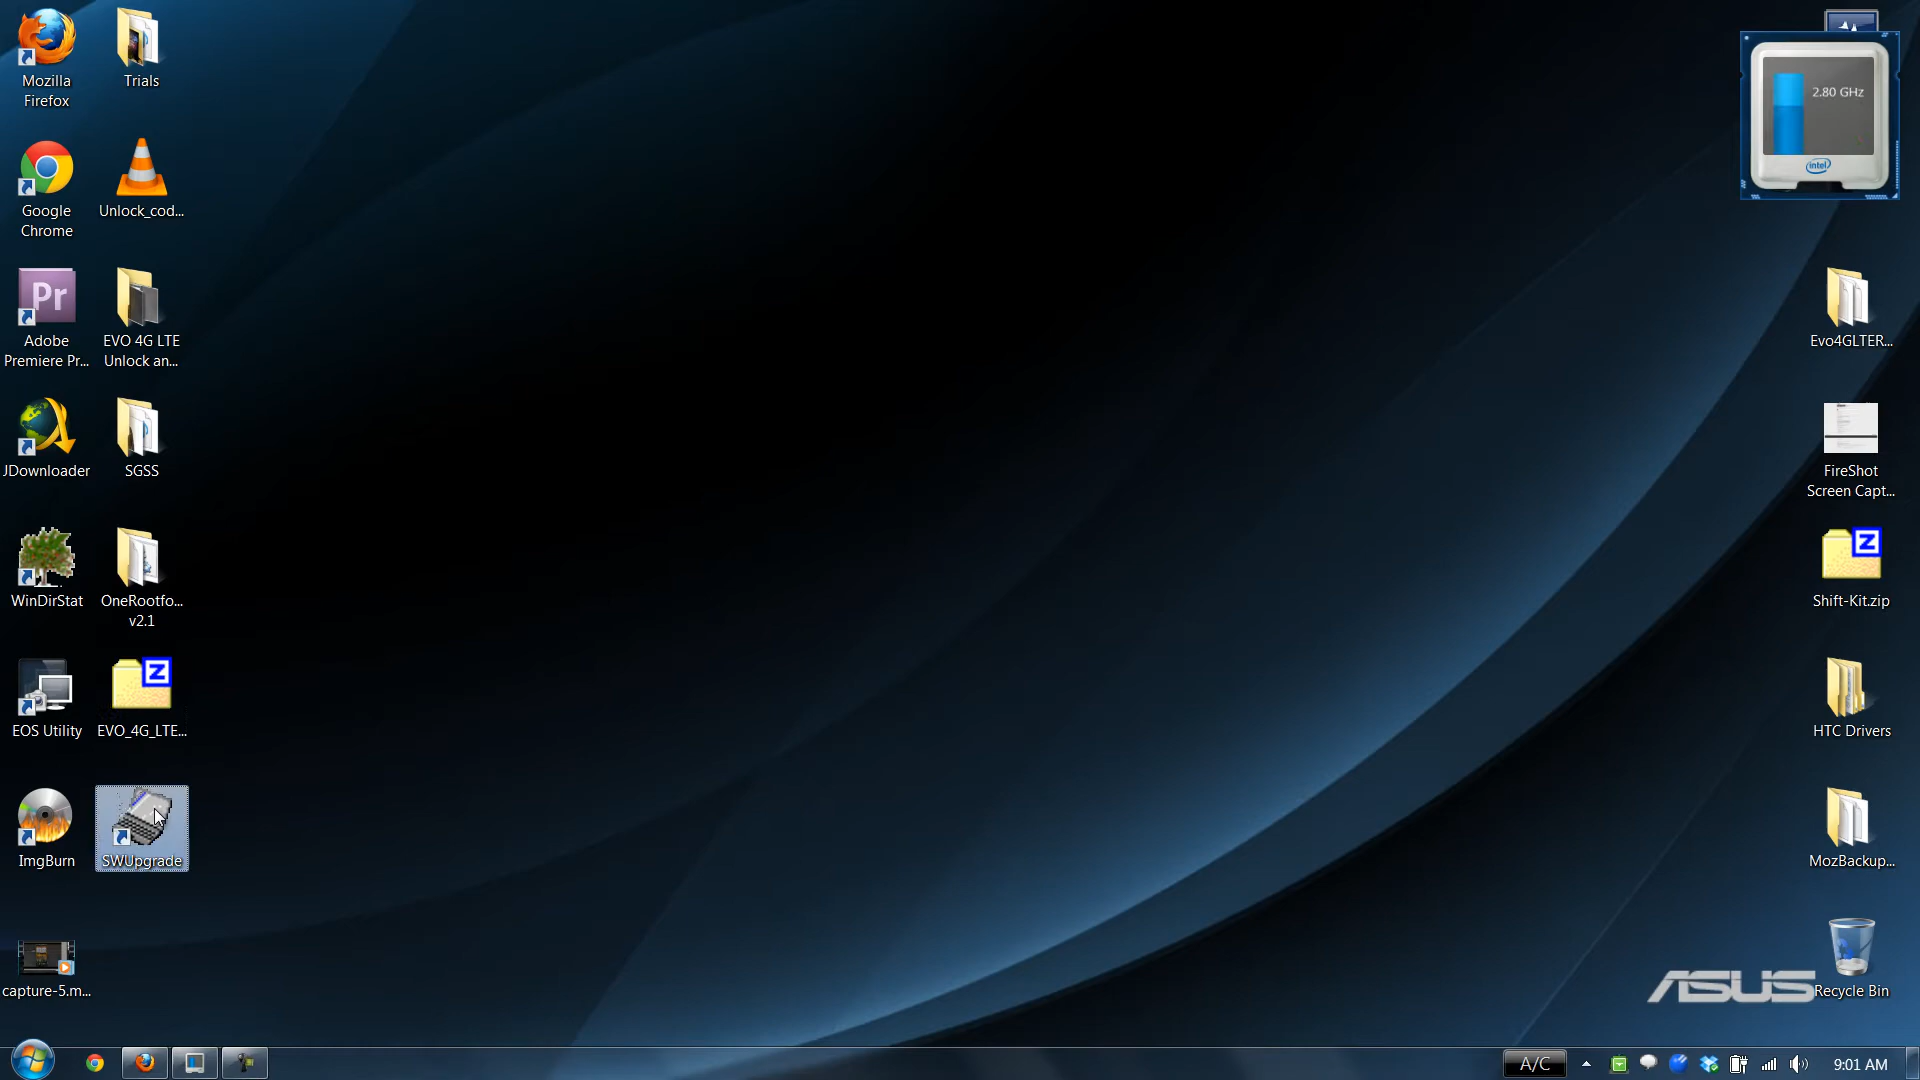 Mozilla
Firefox
Trials
2.80 GHz
intel
Google
Chrome
Unlock_cod...
Pr
Adobe
Premiere Pr...
EVO 4G LTE
Unlock an...
Evo4GLTER...
JDownloader
SGSS
FireShot
Screen Capt...
WinDirStat
OneRootfo...
v2.1
Z
Shift-Kit.zip
EOS Utility
Z
EVO_4G_LTE...
HTC Drivers
ImgBurn
SWUpgrade
MozBackup...
capture-5.m...
ASUS
Recycle Bin
A/C
9:01 AM